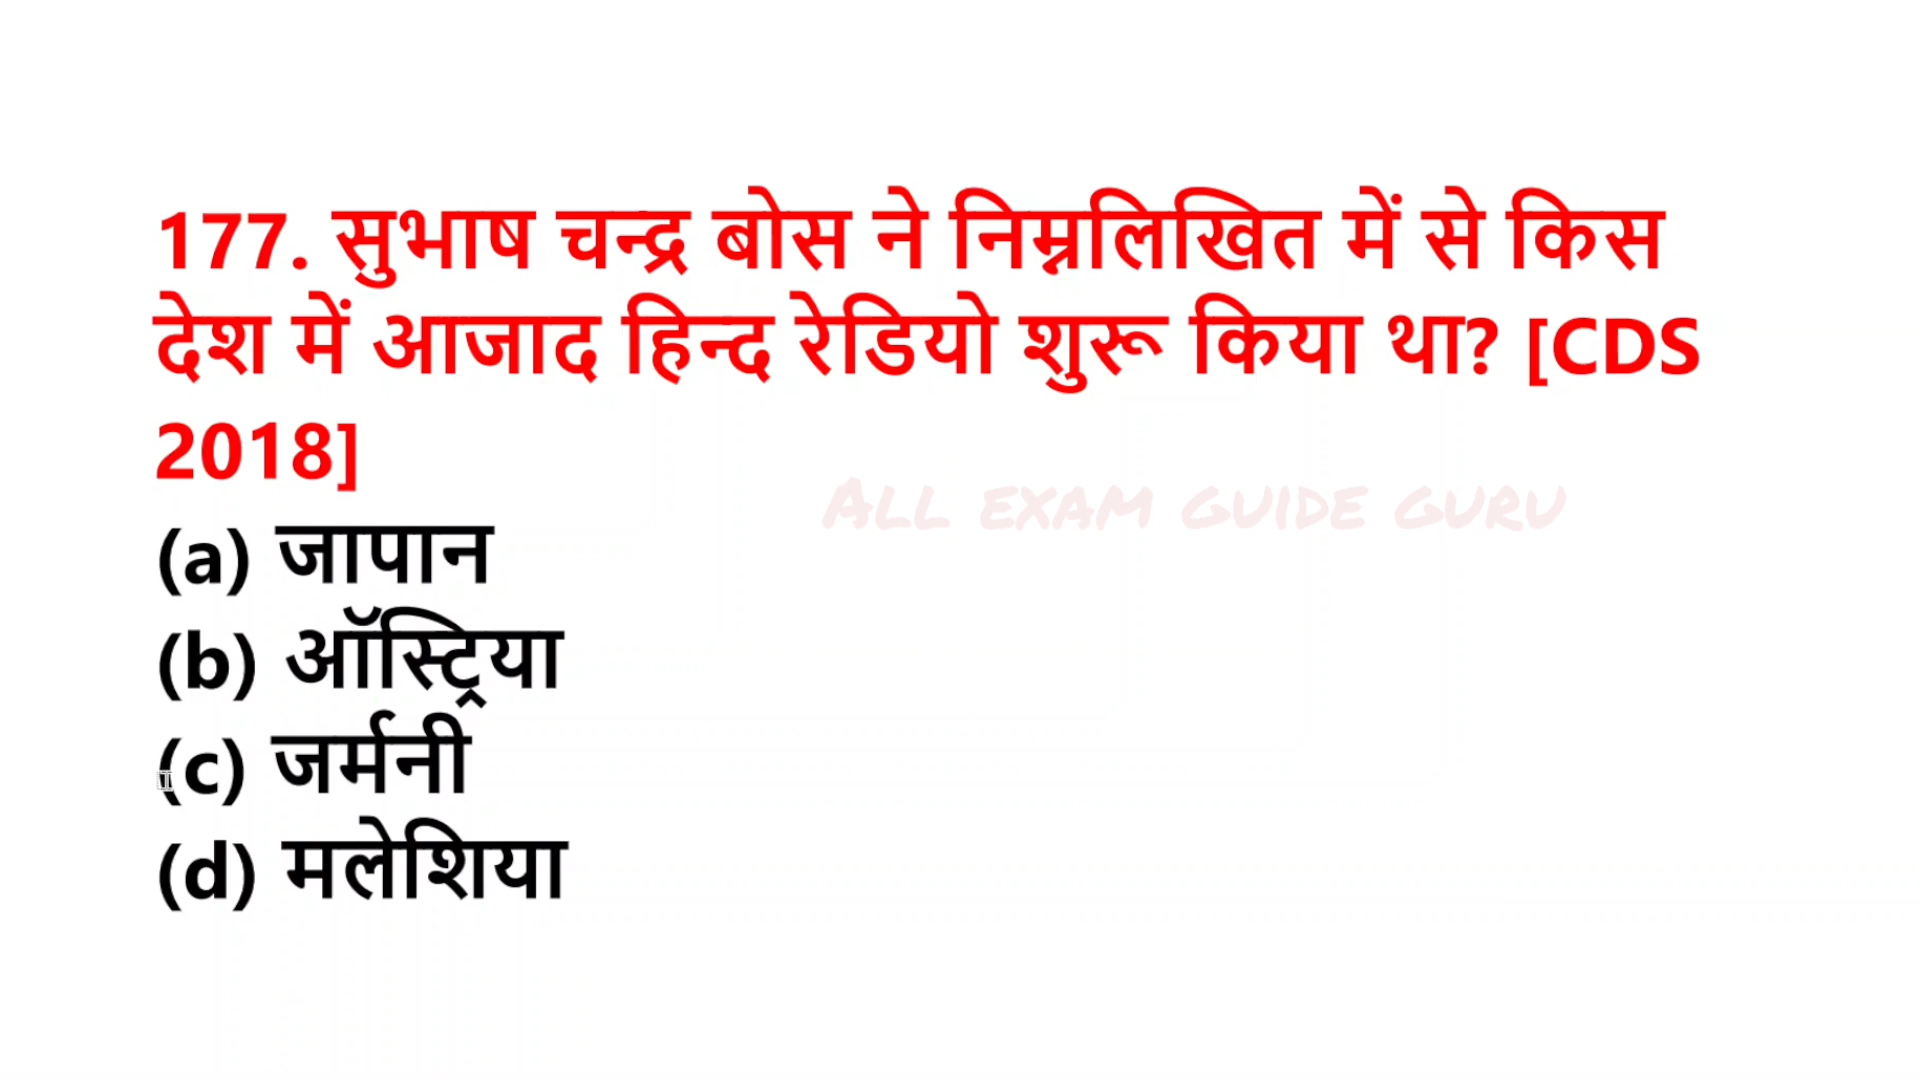 177. सुभाष चन्द्र बोस ने निम्नलिखित में से किस
देश में आजाद हिन्द रेडियो शुरू किया था? [CDS
2018]
ALL EXAM GUIDE GURU
(a) जापान
(b) ऑस्ट्रिया
(c) जर्मनी
(d) मलेशिया